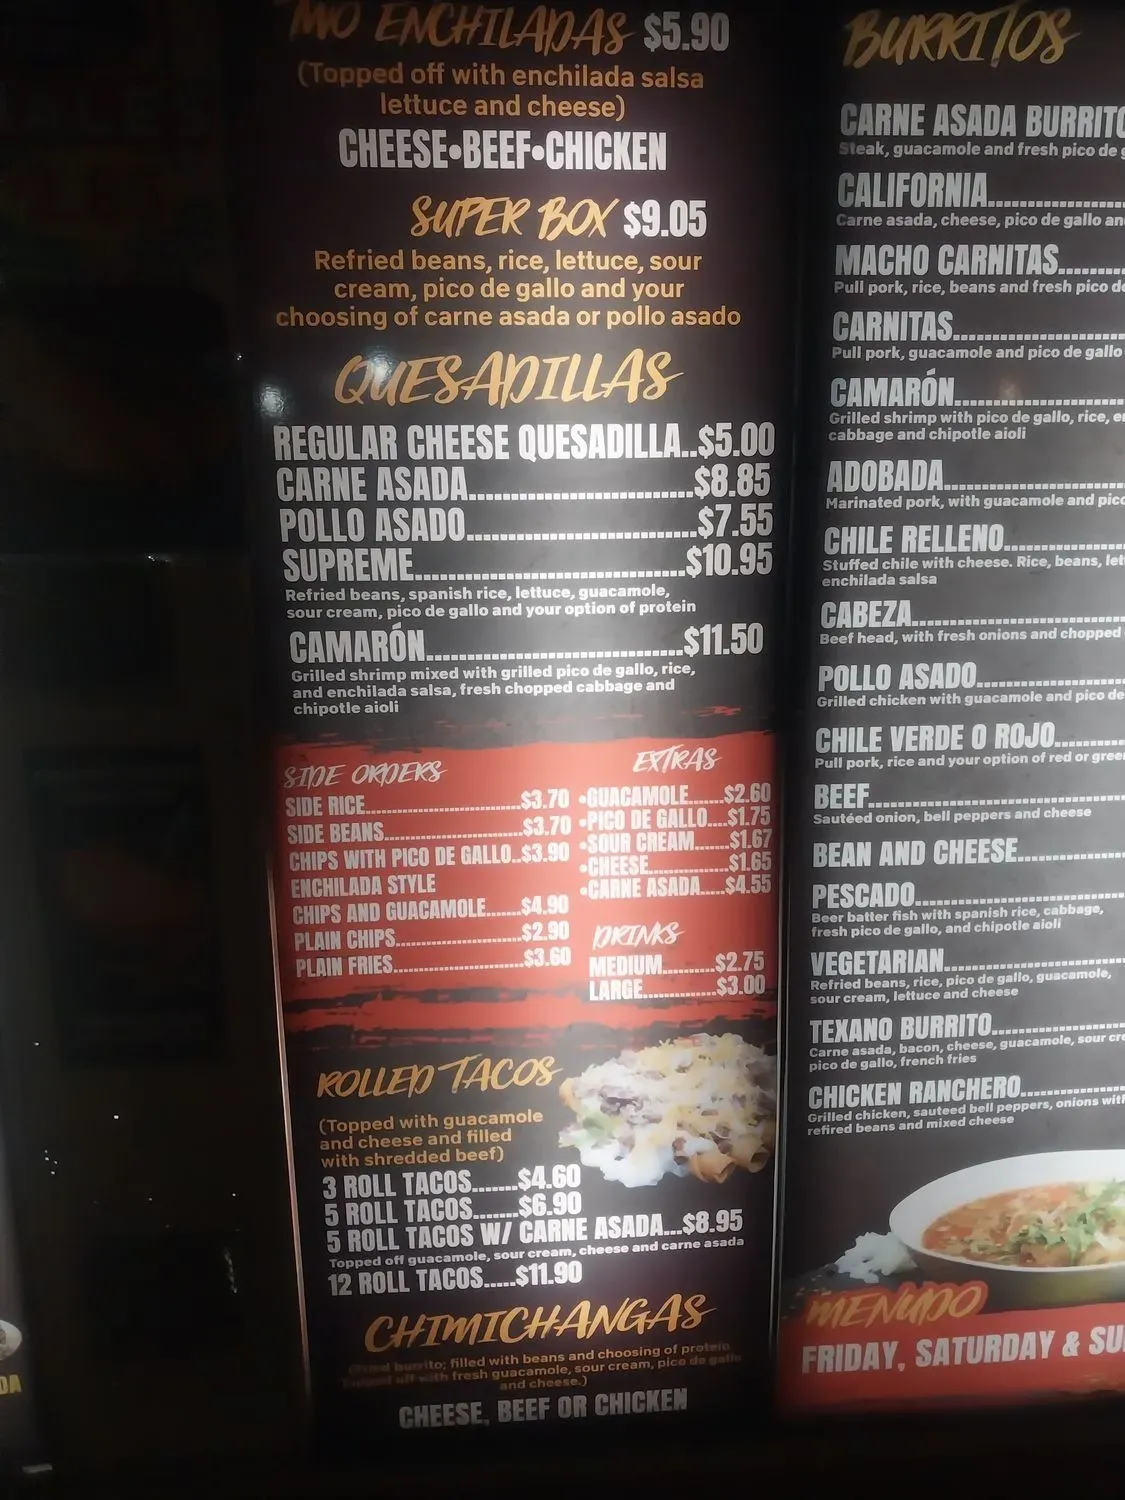 TWO ENCHILADAS $5.90
(Topped off with enchilada salsa
lettuce and cheese)
CHEESE•BEEF•CHICKEN
SUPER BOX $9.05
Refried beans, rice, lettuce, sour
cream, pico de gallo and your
choosing of carne asada or pollo asado
QUESADILLAS
REGULAR CHEESE QUESADILLA..$5.00
CARNE ASADA..........$8.85
POLLO ASADO..........$7.55
SUPREME..........$10.95
Refried beans, spanish rice, lettuce, guacamole,
sour cream, pico de gallo and your option of protein
CAMARÓN..........$11.50
Grilled shrimp mixed with grilled pico de gallo, rice,
and enchilada salsa, fresh chopped cabbage and
chipotle aioli
SIDE ORDERS
SIDE RICE..........$3.70
SIDE BEANS..........$3.70
CHIPS WITH PICO DE GALLO..$3.90
ENCHILADA STYLE
CHIPS AND GUACAMOLE.......$4.90
PLAIN CHIPS..........$2.90
PLAIN FRIES..........$3.60
EXTRAS
•GUACAMOLE......$2.60
•PICO DE GALLO....$1.75
•SOUR CREAM.......$1.67
•CHEESE..........$1.65
•CARNE ASADA.....$4.55
DRINKS
MEDIUM.........$2.75
LARGE..........$3.00
ROLLED TACOS
(Topped with guacamole
and cheese and filled
with shredded beef)
3 ROLL TACOS.......$4.60
5 ROLL TACOS.......$6.90
5 ROLL TACOS W/ CARNE ASADA...$8.95
Topped off guacamole, sour cream, cheese and carne asada
12 ROLL TACOS.....$11.90
CHIMICHANGAS
burrito; filled with beans and choosing of protein
off with fresh guacamole, sour cream, pico de gallo
and cheese.)
CHEESE, BEEF OR CHICKEN
BURRITOS
CARNE ASADA BURRITO
Steak, guacamole and fresh pico de
CALIFORNIA..........
Carne asada, cheese, pico de gallo
MACHO CARNITAS..........
Pull pork, rice, beans and fresh pico
CARNITAS..........
Pull pork, guacamole and pico de gallo
CAMARÓN..........
Grilled shrimp with pico de gallo, rice,
cabbage and chipotle aioli
ADOBADA..........
Marinated pork, with guacamole and
CHILE RELLENO..........
Stuffed chile with cheese. Rice, beans,
enchilada salsa
CABEZA..........
Beef head, with fresh onions and chopped
POLLO ASADO..........
Grilled chicken with guacamole and pico
CHILE VERDE O ROJO..........
Pull pork, rice and your option of red or
BEEF..........
Sautéed onion, bell peppers and cheese
BEAN AND CHEESE..........
PESCADO..........
Beer batter fish with spanish rice, cabbage,
fresh pico de gallo, and chipotle aioli
VEGETARIAN..........
Refried beans, rice, pico de gallo, guacamole,
sour cream, lettuce and cheese
TEXANO BURRITO..........
Carne asada, bacon, cheese, guacamole, sour
pico de gallo, french fries
CHICKEN RANCHERO..........
Grilled chicken, sauteed bell peppers, onions
refired beans and mixed cheese
MENUDO
FRIDAY, SATURDAY &